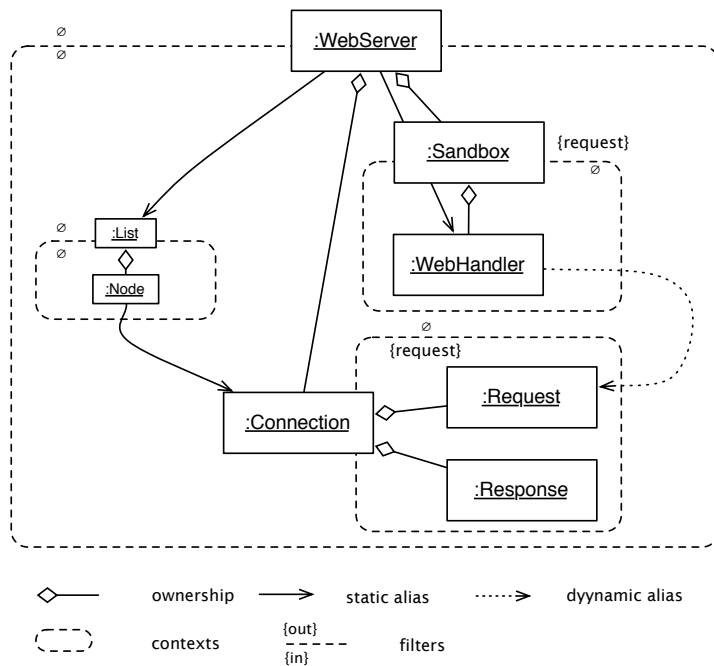 :WebServer
∅
∅
:Sandbox
{request}
∅
:List
∅
∅
:WebHandler
:Node
∅
{request}
:Request
:Connection
:Response
ownership
static alias
dyynamic alias
contexts
{out}
{in}
filters